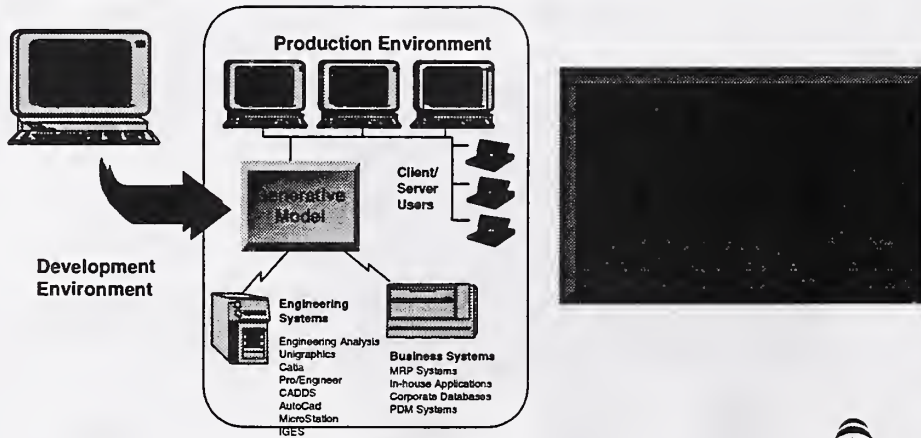 Production Environment
Client/
Server
Users
Generative
Model
Development
Environment
Engineering
Systems
Engineering Analysis
Unigraphics
Catia
Pro/Engineer
CADDS
AutoCad
MicroStation
IGES
Business Systems
MRP Systems
In-house Applications
Corporate Databases
PDM Systems